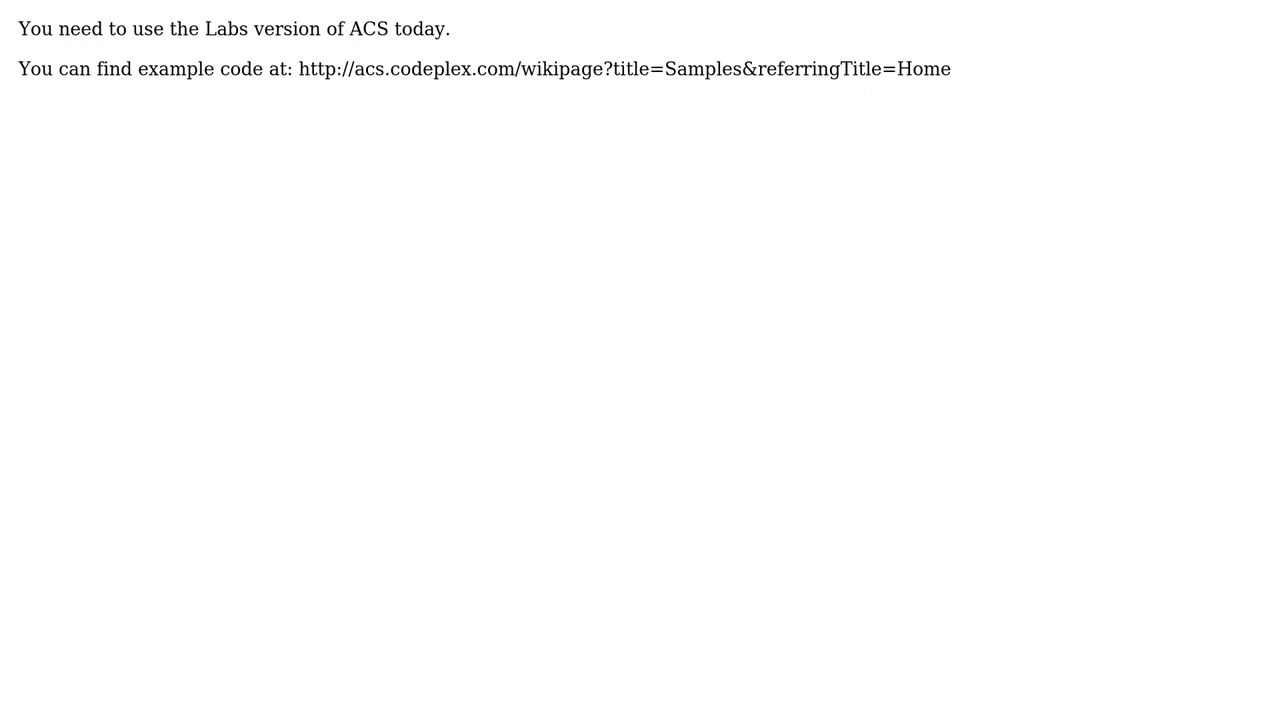 You need to use the Labs version of ACS today.
You can find example code at: http://acs.codeplex.com/wikipage?title=Samples&referringTitle=Home